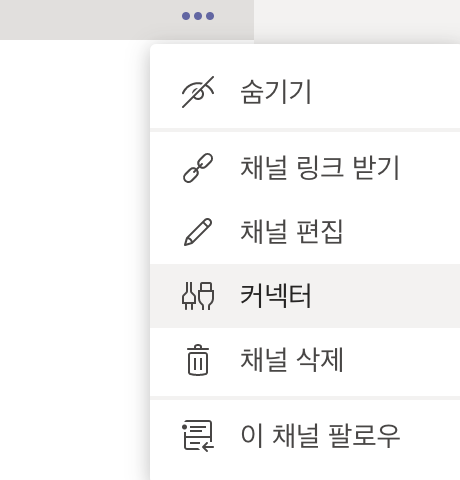 숨기기
채널 링크 받기
채널 편집
커넥터
채널 삭제
이 채널 팔로우